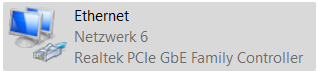 Ethernet
Netzwerk 6
Realtek PCIe GbE Family Controller